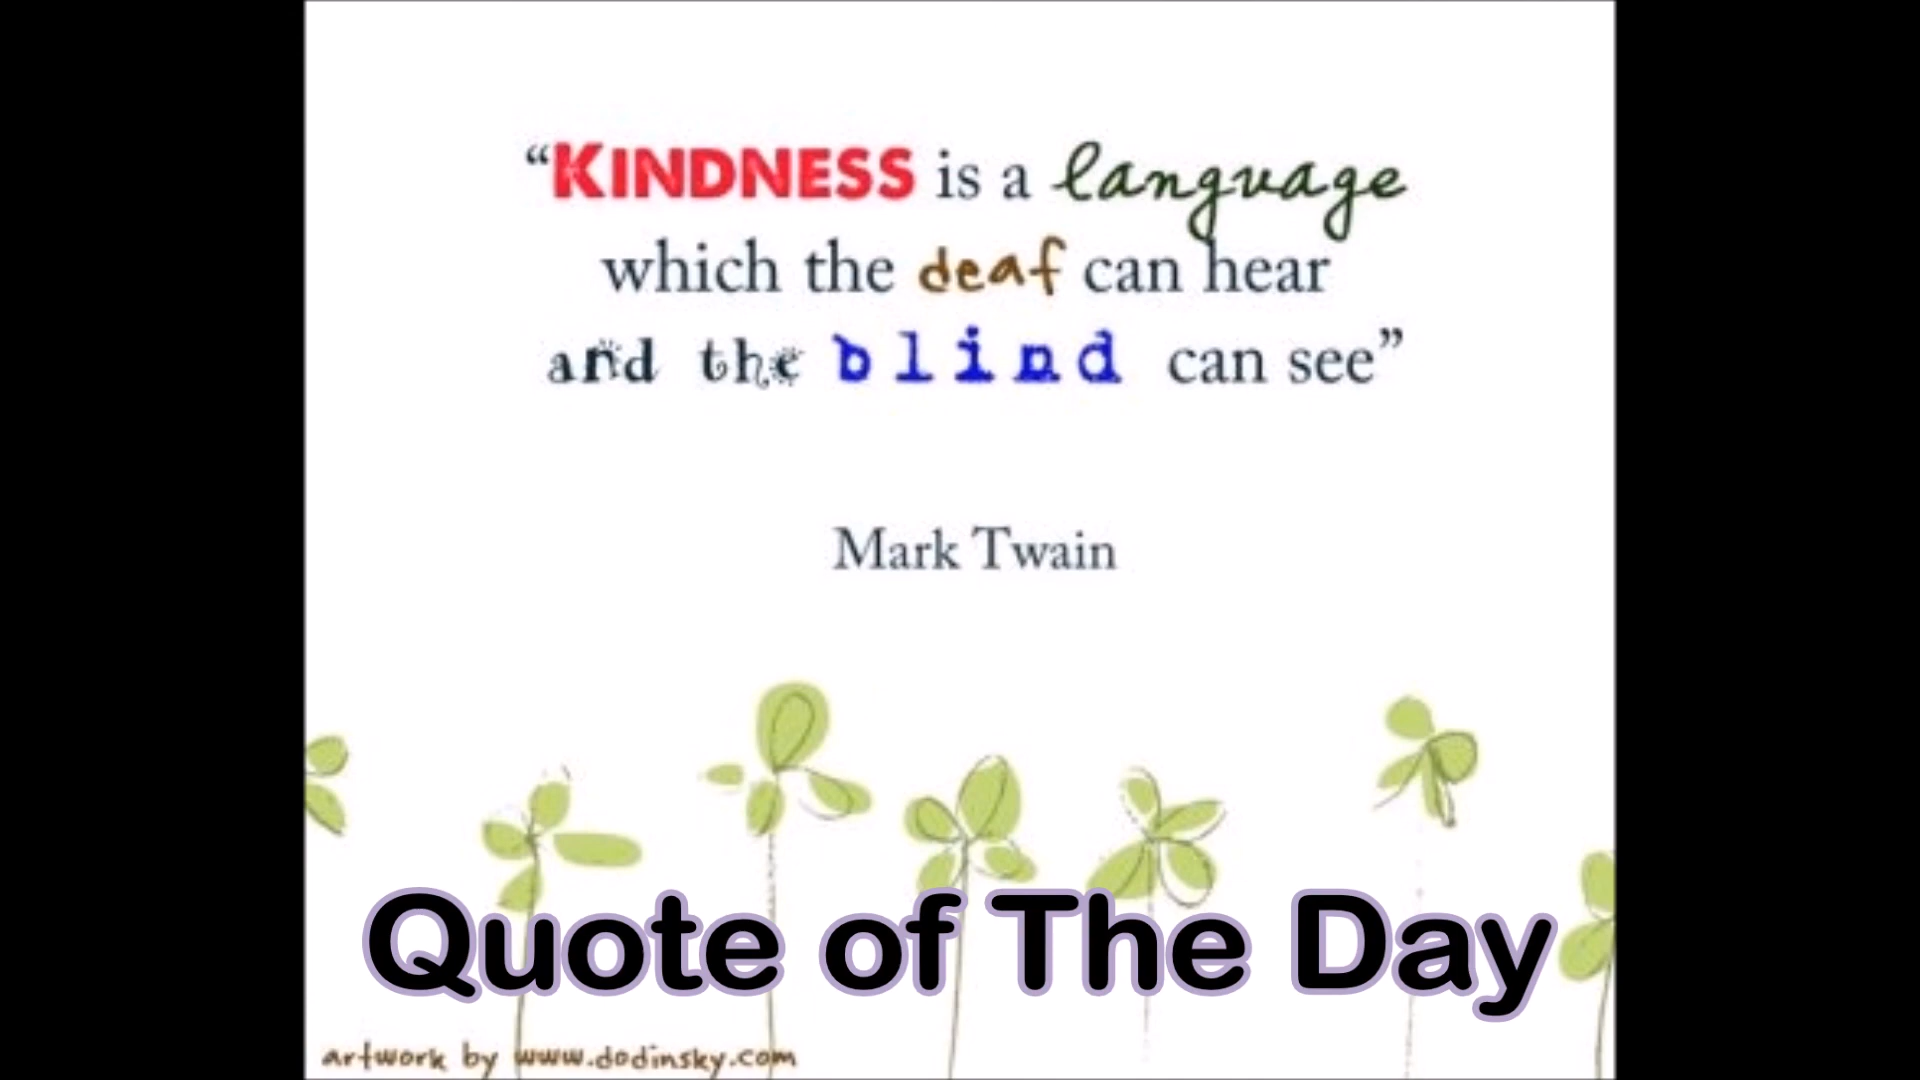 “KINDNESS is a language
which the deaf can hear
and the blind can see”
Mark Twain
Quote of The Day
artwork by www.dodinsky.com